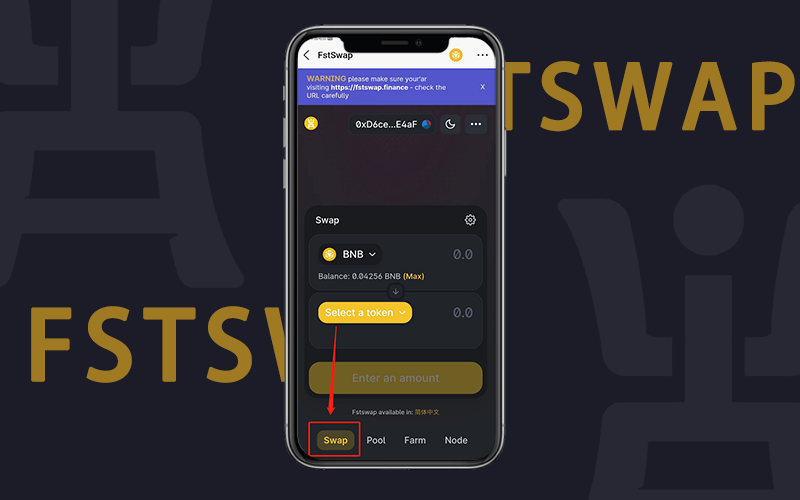 FstSwap
WARNING please make sure your'ar
visiting https://fstswap.finance - check the
URL carefully
X
0xD6ce...E4aF
TSWAP
Swap
BNB
0.0
Balance: 0.04256 BNB (Max)
Select a token
0.0
FSTSW
Enter an amount
Fstswap available in: 简体中文
Swap
Pool
Farm
Node